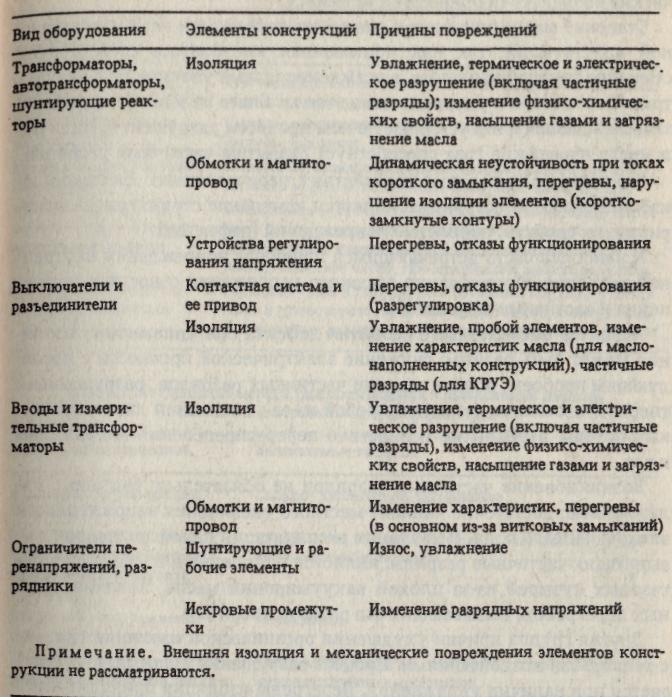 Вид оборудования Элементы конструкций Причины повреждений
Трансформаторы, Изоляция Увлажнение, термическое и электричес-
автотрансформаторы, кое разрушение (включая частичные
шунтирующие реак- разряды); изменение физико-химичес-
торы ких свойств, насыщение газами и загряз-
нение масла
Обмотки и магнито- Динамическая неустойчивость при токах
провод короткого замыкания, перегревы, нару-
шение изоляции элементов (коротко-
замкнутые контуры)
Устройства регулиро- Перегревы, отказы функционирования
вания напряжения
Выключатели и Контактная система и Перегревы, отказы функционирования
разъединители ее привод (разрегулировка)
Изоляция Увлажнение, пробой элементов, изме-
нение характеристик масла (для масло-
наполненных конструкций), частичные
разряды (для КРУЭ)
Вводы и измери- Изоляция Увлажнение, термическое и электри-
тельные трансфор- ческое разрушение (включая частичные
маторы разряды), изменение физико-химичес-
ких свойств, насыщение газами и загряз-
нение масла
Обмотки и магнито- Изменение характеристик, перегревы
провод (в основном из-за витковых замыканий)
Ограничители пе- Шунтирующие и ра- Износ, увлажнение
ренапряжений, раз- бочие элементы
рядники
Искровые промежут- Изменение разрядных напряжений
ки
Примечание. Внешняя изоляция и механические повреждения элементов конст-
рукции не рассматриваются.